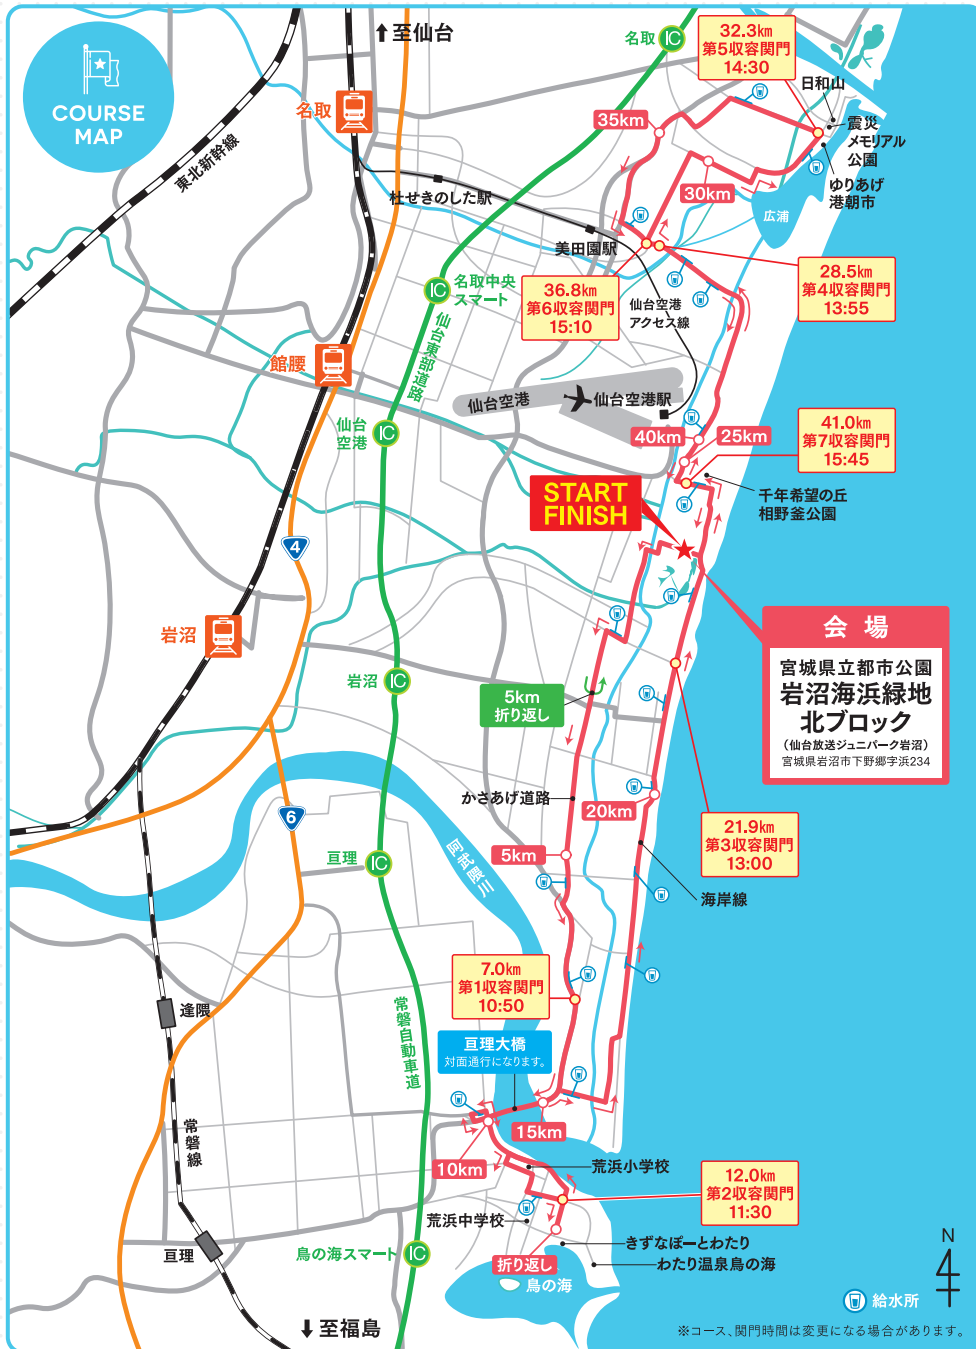 COURSE
MAP
至仙台
IC
名取
32.3km
第5収容関門
14:30
日和山
震災
メモリアル
公園
ゆりあげ
港朝市
広浦
名取
東北新幹線
杜せきのした駅
35km
30km
美田園駅
28.5km
第4収容関門
13:55
36.8km
第6収容関門
15:10
仙台空港
アクセス線
IC
名取中央
スマート
仙台東部道路
館腰
仙台空港
仙台空港駅
仙台
空港
IC
40km
25km
41.0km
第7収容関門
15:45
千年希望の丘
相野釜公園
START
FINISH
4
岩沼
会場
宮城県立都市公園
岩沼海浜緑地
北ブロック
(仙台放送ジュニパーク岩沼)
宮城県岩沼市下野郷字浜234
岩沼
IC
5km
折り返し
かさあげ道路
20km
6
21.9km
第3収容関門
13:00
亘理
IC
阿武隈川
5km
海岸線
7.0km
第1収容関門
10:50
逢隈
常磐自動車道
亘理大橋
対面通行になります。
15km
常磐線
10km
荒浜小学校
12.0km
第2収容関門
11:30
荒浜中学校
きずなぽーとわたり
わたり温泉鳥の海
亘理
鳥の海スマート
IC
折り返し
鳥の海
N
給水所
至福島
※コース、関門時間は変更になる場合があります。